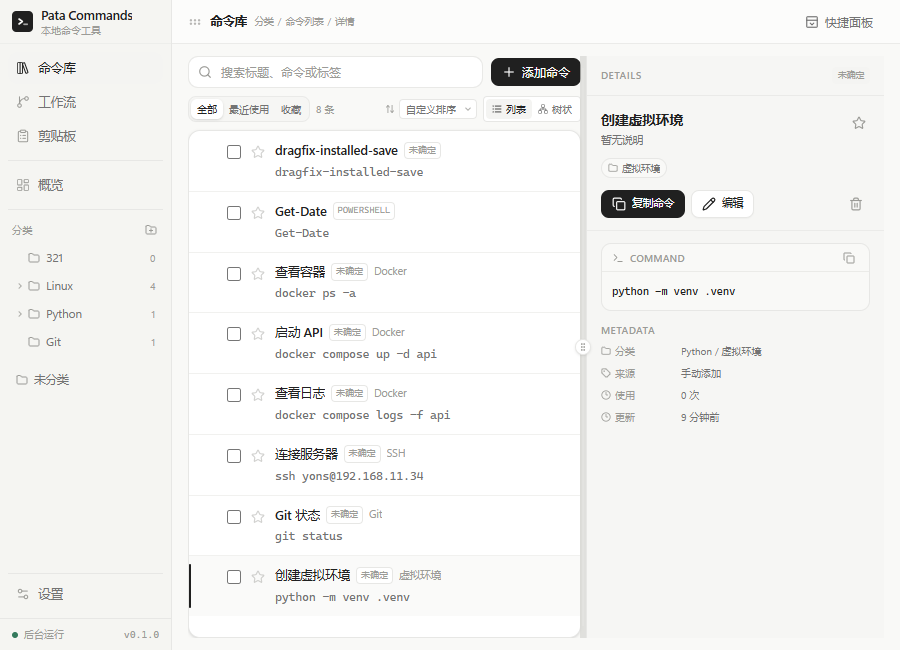 Pata Commands
本地命令工具
命令库
工作流
剪贴板
概览
分类
321 0
Linux 4
Python 1
Git 1
未分类
设置
后台运行 v0.1.0
命令库 分类 / 命令列表 / 详情
快捷面板
搜索标题、命令或标签
添加命令
全部 最近使用 收藏 8 条 自定义排序 列表 树状
dragfix-installed-save 未确定
dragfix-installed-save
Get-Date POWERSHELL
Get-Date
查看容器 未确定 Docker
docker ps -a
启动 API 未确定 Docker
docker compose up -d api
查看日志 未确定 Docker
docker compose logs -f api
连接服务器 未确定 SSH
ssh yons@192.168.11.34
Git 状态 未确定 Git
git status
创建虚拟环境 未确定 虚拟环境
python -m venv .venv
DETAILS 未确定
创建虚拟环境
暂无说明
虚拟环境
复制命令 编辑
COMMAND
python -m venv .venv
METADATA
分类 Python / 虚拟环境
来源 手动添加
使用 0 次
更新 9 分钟前